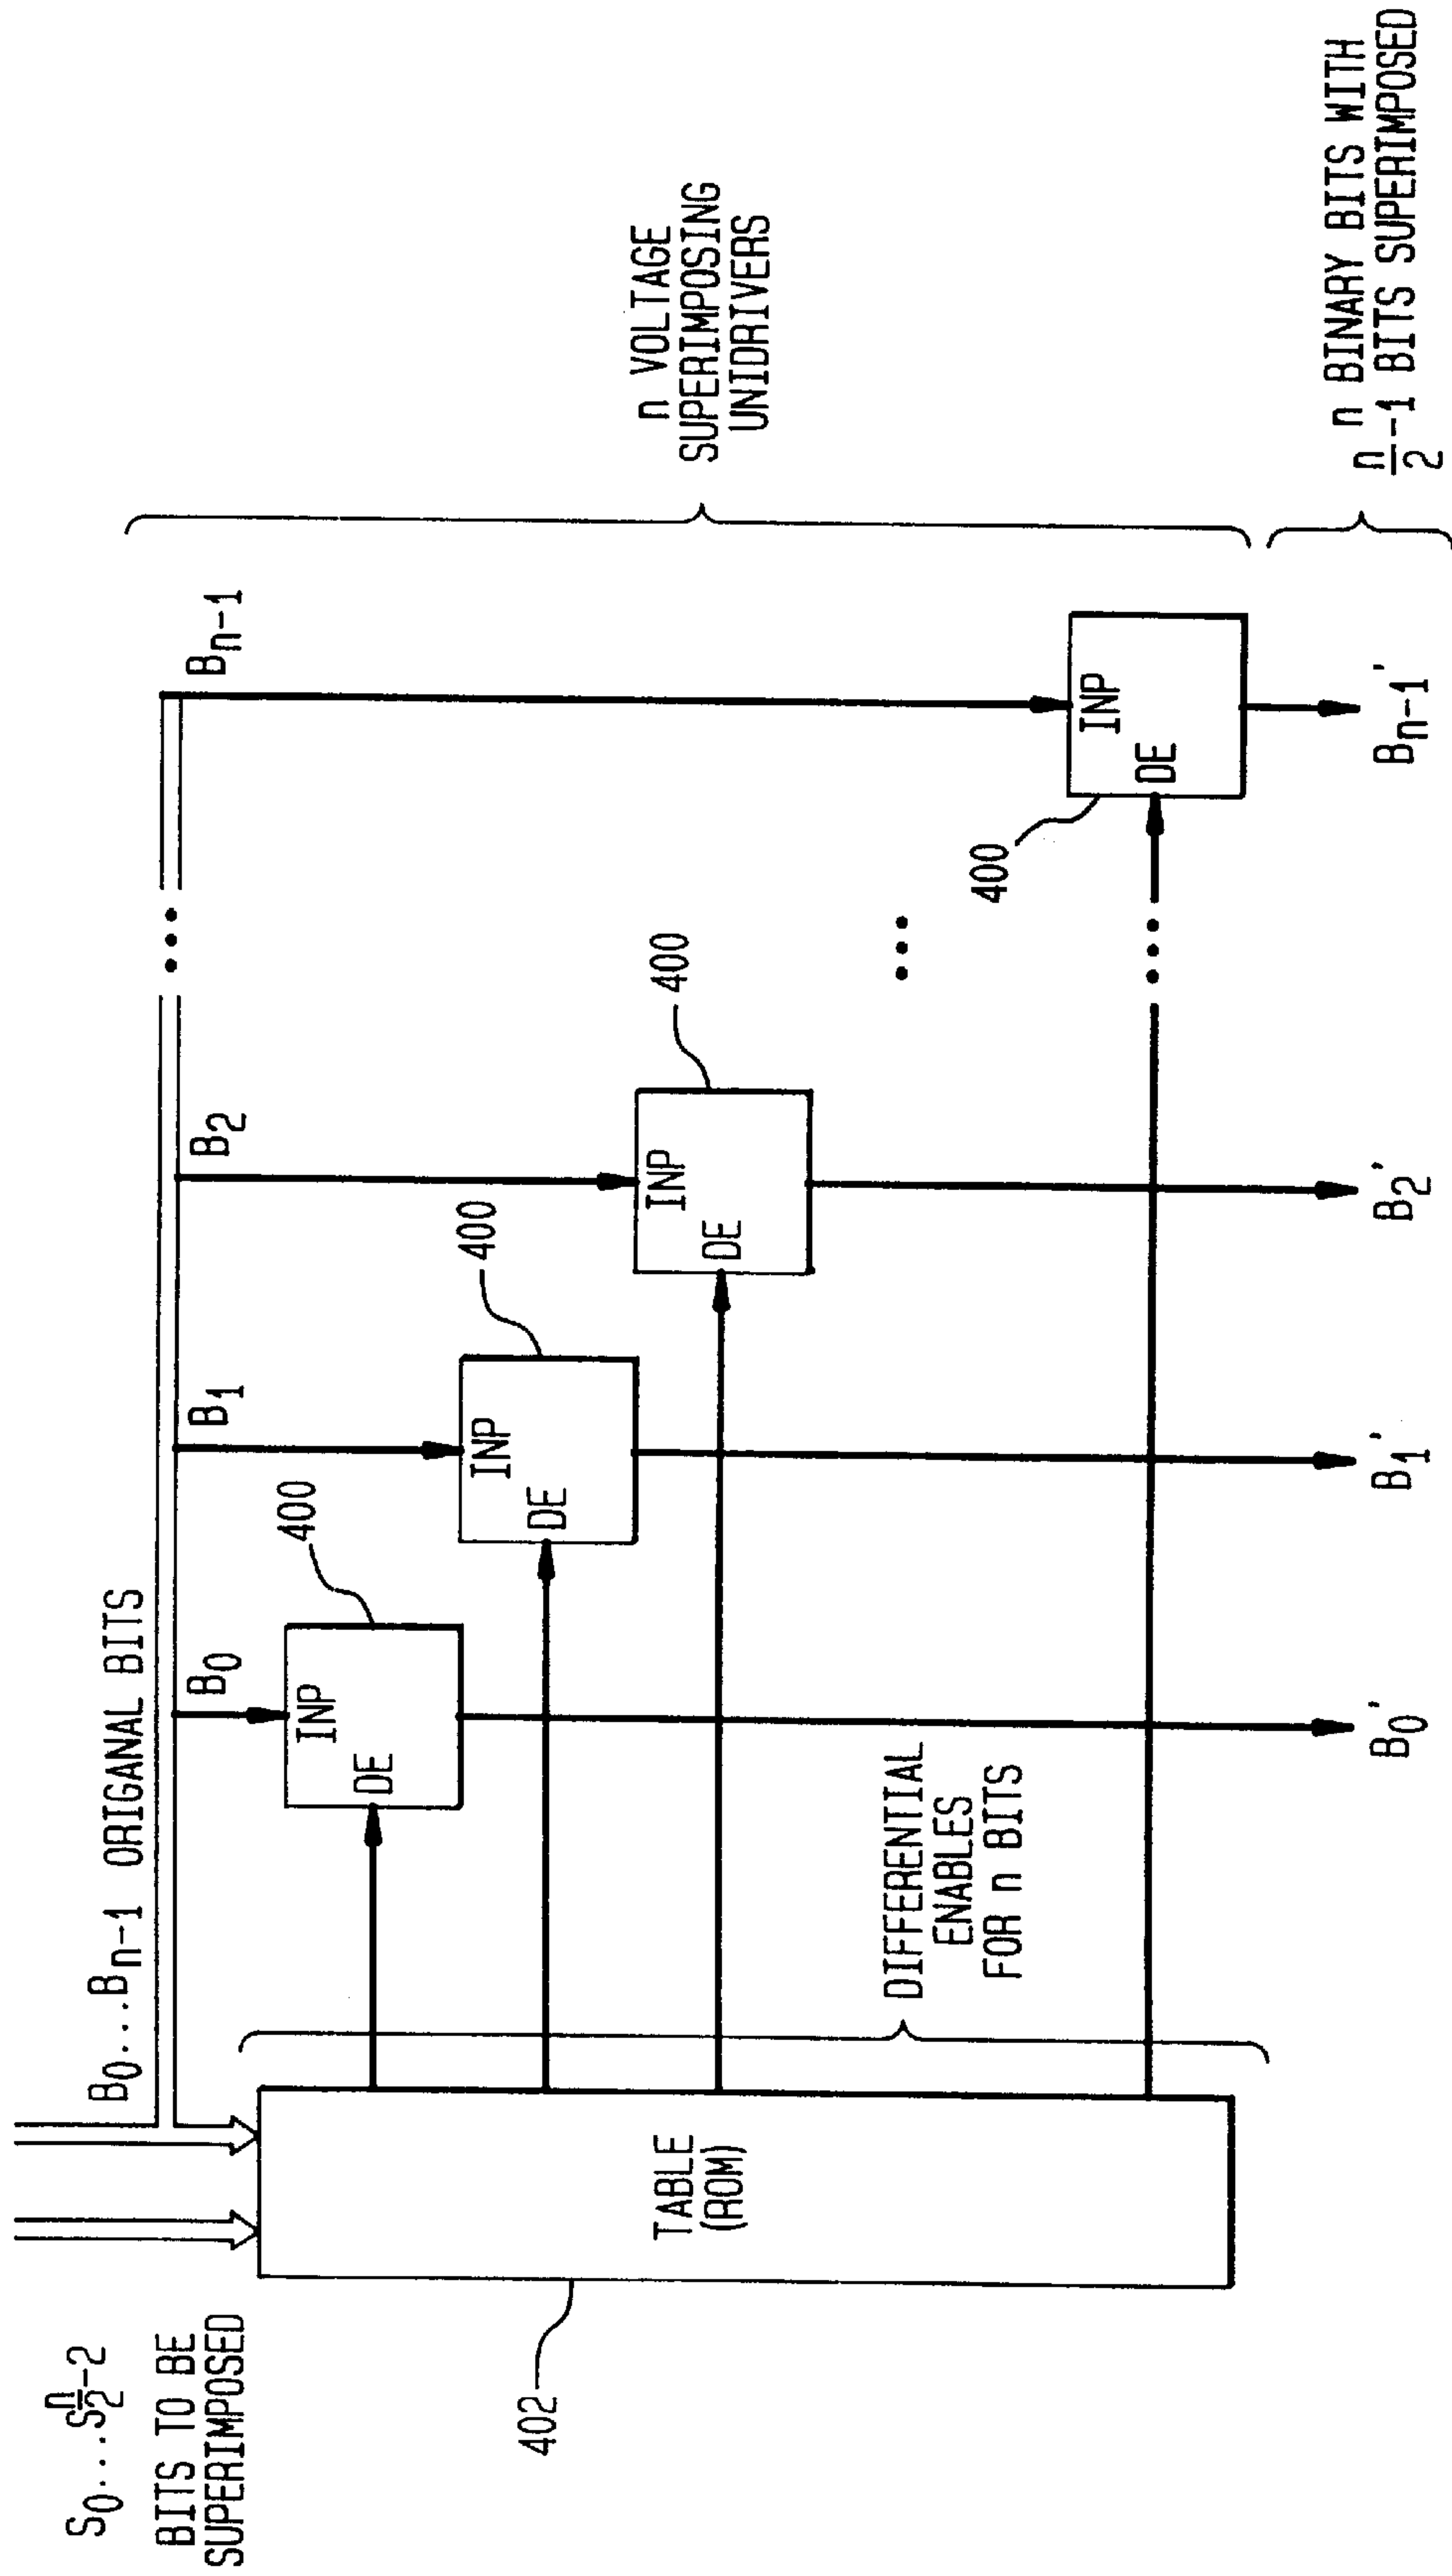 S0...Sn/2-2
BITS TO BE
SUPERIMPOSED
B0...Bn-1 ORIGANAL BITS
B0
B1
B2
...
Bn-1
402
TABLE
(ROM)
INP
DE
400
INP
DE
400
INP
DE
400
...
...
INP
DE
400
DIFFERENTIAL
ENABLES
FOR n BITS
n VOLTAGE
SUPERIMPOSING
UNIDRIVERS
B0'
B1'
B2'
Bn-1'
n BINARY BITS WITH
n/2-1 BITS SUPERIMPOSED